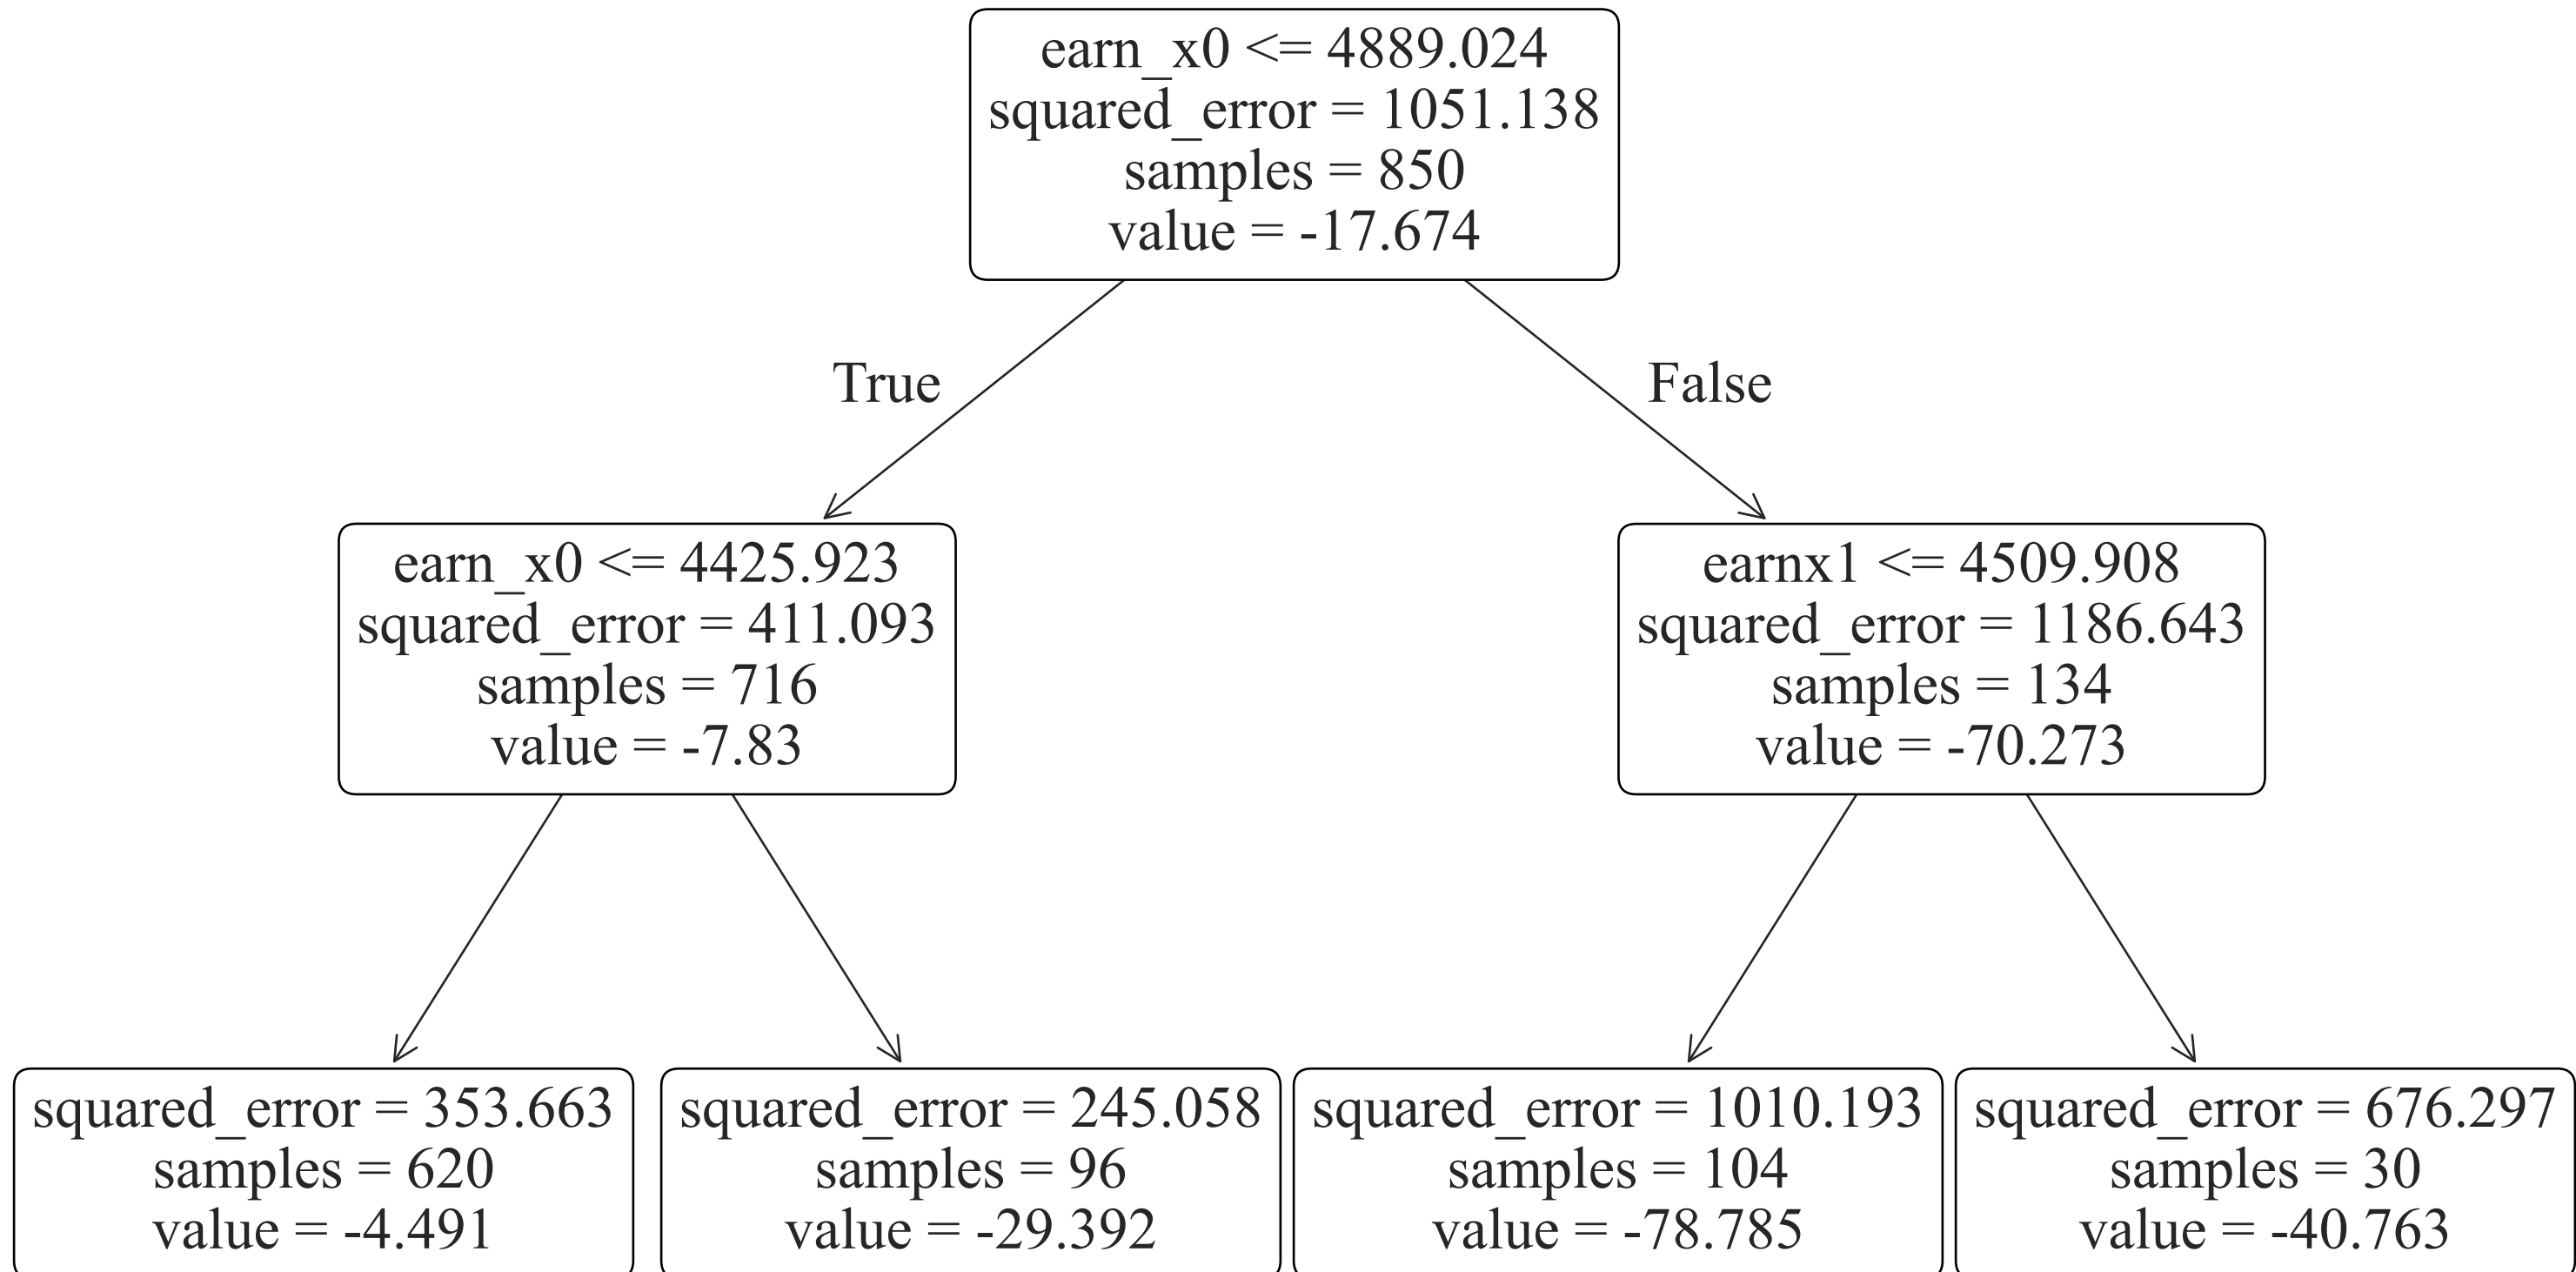 earn_x0 <= 4889.024
squared_error = 1051.138
samples = 850
value = -17.674
True
False
earn_x0 <= 4425.923
squared_error = 411.093
samples = 716
value = -7.83
earnx1 <= 4509.908
squared_error = 1186.643
samples = 134
value = -70.273
squared_error = 353.663
samples = 620
value = -4.491
squared_error = 245.058
samples = 96
value = -29.392
squared_error = 1010.193
samples = 104
value = -78.785
squared_error = 676.297
samples = 30
value = -40.763